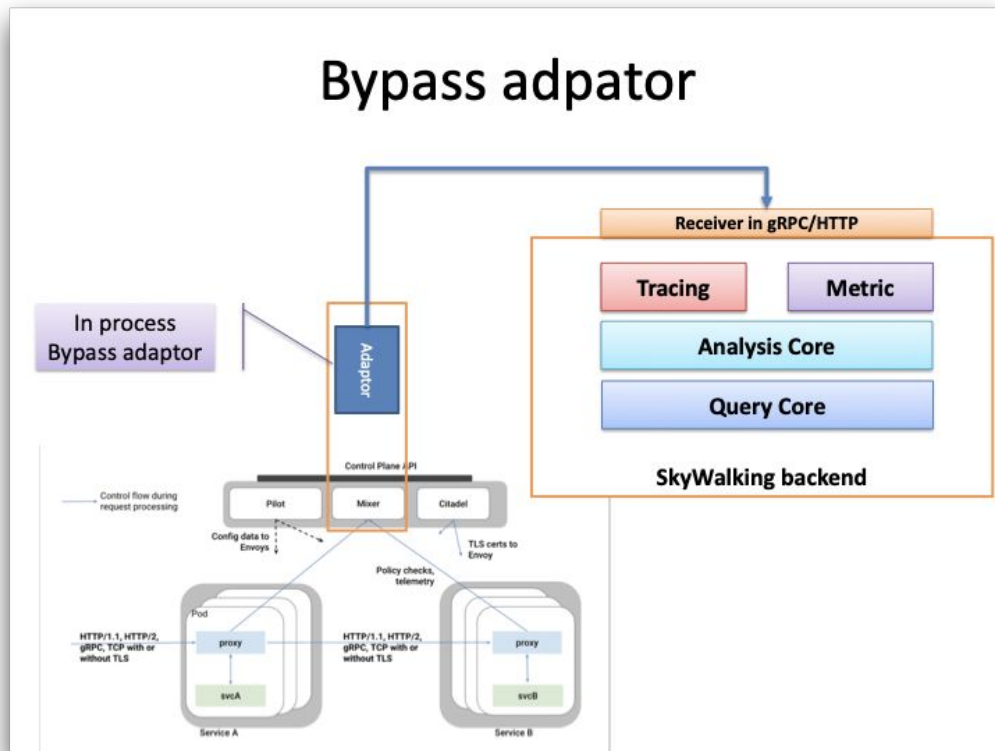 Bypass adpator
Receiver in gRPC/HTTP
Tracing
Metric
In process
Bypass adaptor
Adaptor
Analysis Core
Query Core
SkyWalking backend
Control Plane API
Control flow during
request processing
Pilot
Mixer
Citadel
Config data to
Envoys
TLS certs to
Envoy
Policy checks,
telemetry
Pod
HTTP/1.1, HTTP/2,
gRPC, TCP with or
without TLS
proxy
HTTP/1.1, HTTP/2,
gRPC, TCP with or
without TLS
proxy
svcA
svcB
Service A
Service B